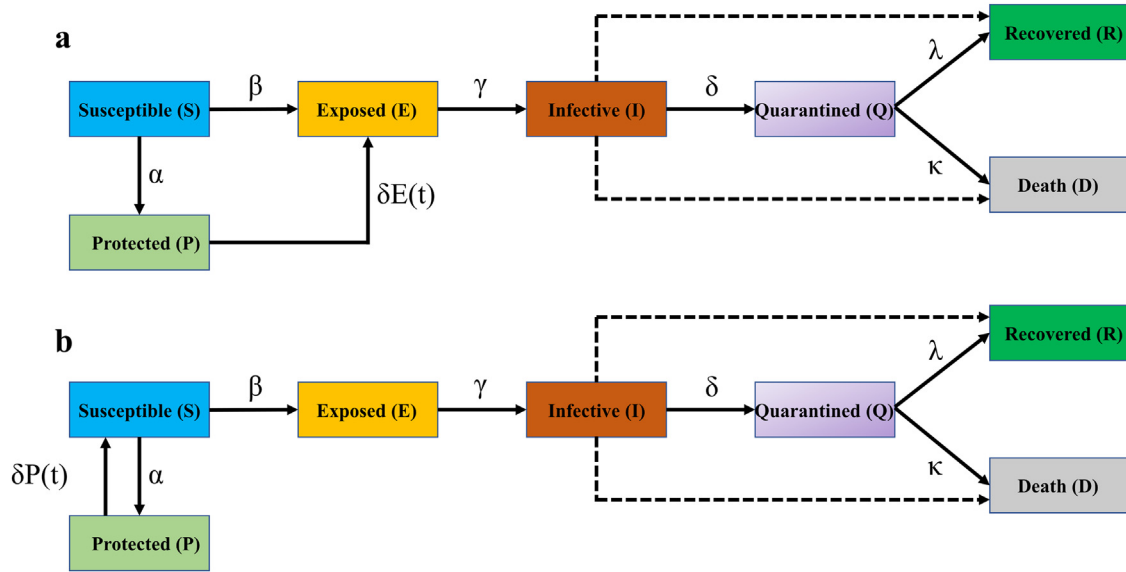 a
Recovered (R)
λ
β
γ
δ
Susceptible (S)
Exposed (E)
Infective (I)
Quarantined (Q)
α
δE(t)
κ
Death (D)
Protected (P)
b
Recovered (R)
λ
β
γ
δ
Susceptible (S)
Exposed (E)
Infective (I)
Quarantined (Q)
δP(t)
α
κ
Death (D)
Protected (P)